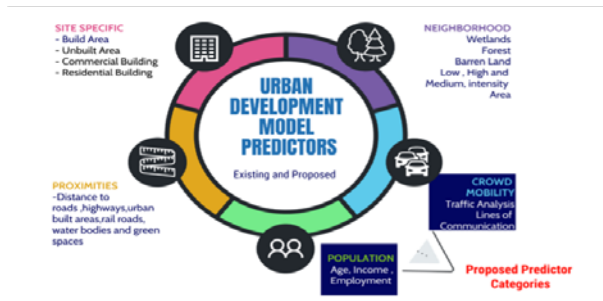 SITE SPECIFIC
- Build Area
- Unbuilt Area
- Commercial Building
- Residential Building
NEIGHBORHOOD
Wetlands
Forest
Barren Land
Low , High and
Medium, intensity
Area
URBAN
DEVELOPMENT
MODEL
PREDICTORS
Existing and Proposed
PROXIMITIES
-Distance to
roads ,highways,urban
built areas,rail roads,
water bodies and green
spaces
CROWD
MOBILITY
Traffic Analysis
Lines of
Communication
POPULATION
Age, Income ,
Employment
Proposed Predictor
Categories